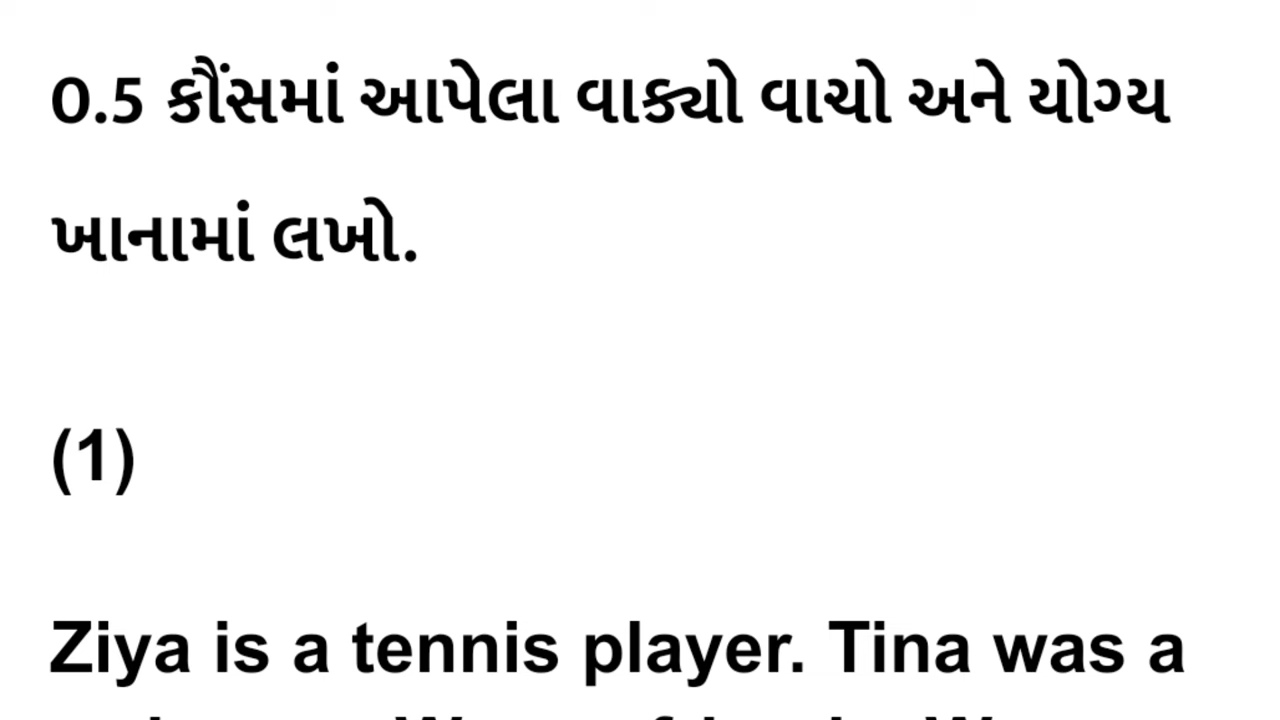 0.5 કૌંસમાં આપેલા વાક્યો વાચો અને યોગ્ય
ખાનામાં લખો.
(1)
Ziya is a tennis player. Tina was a